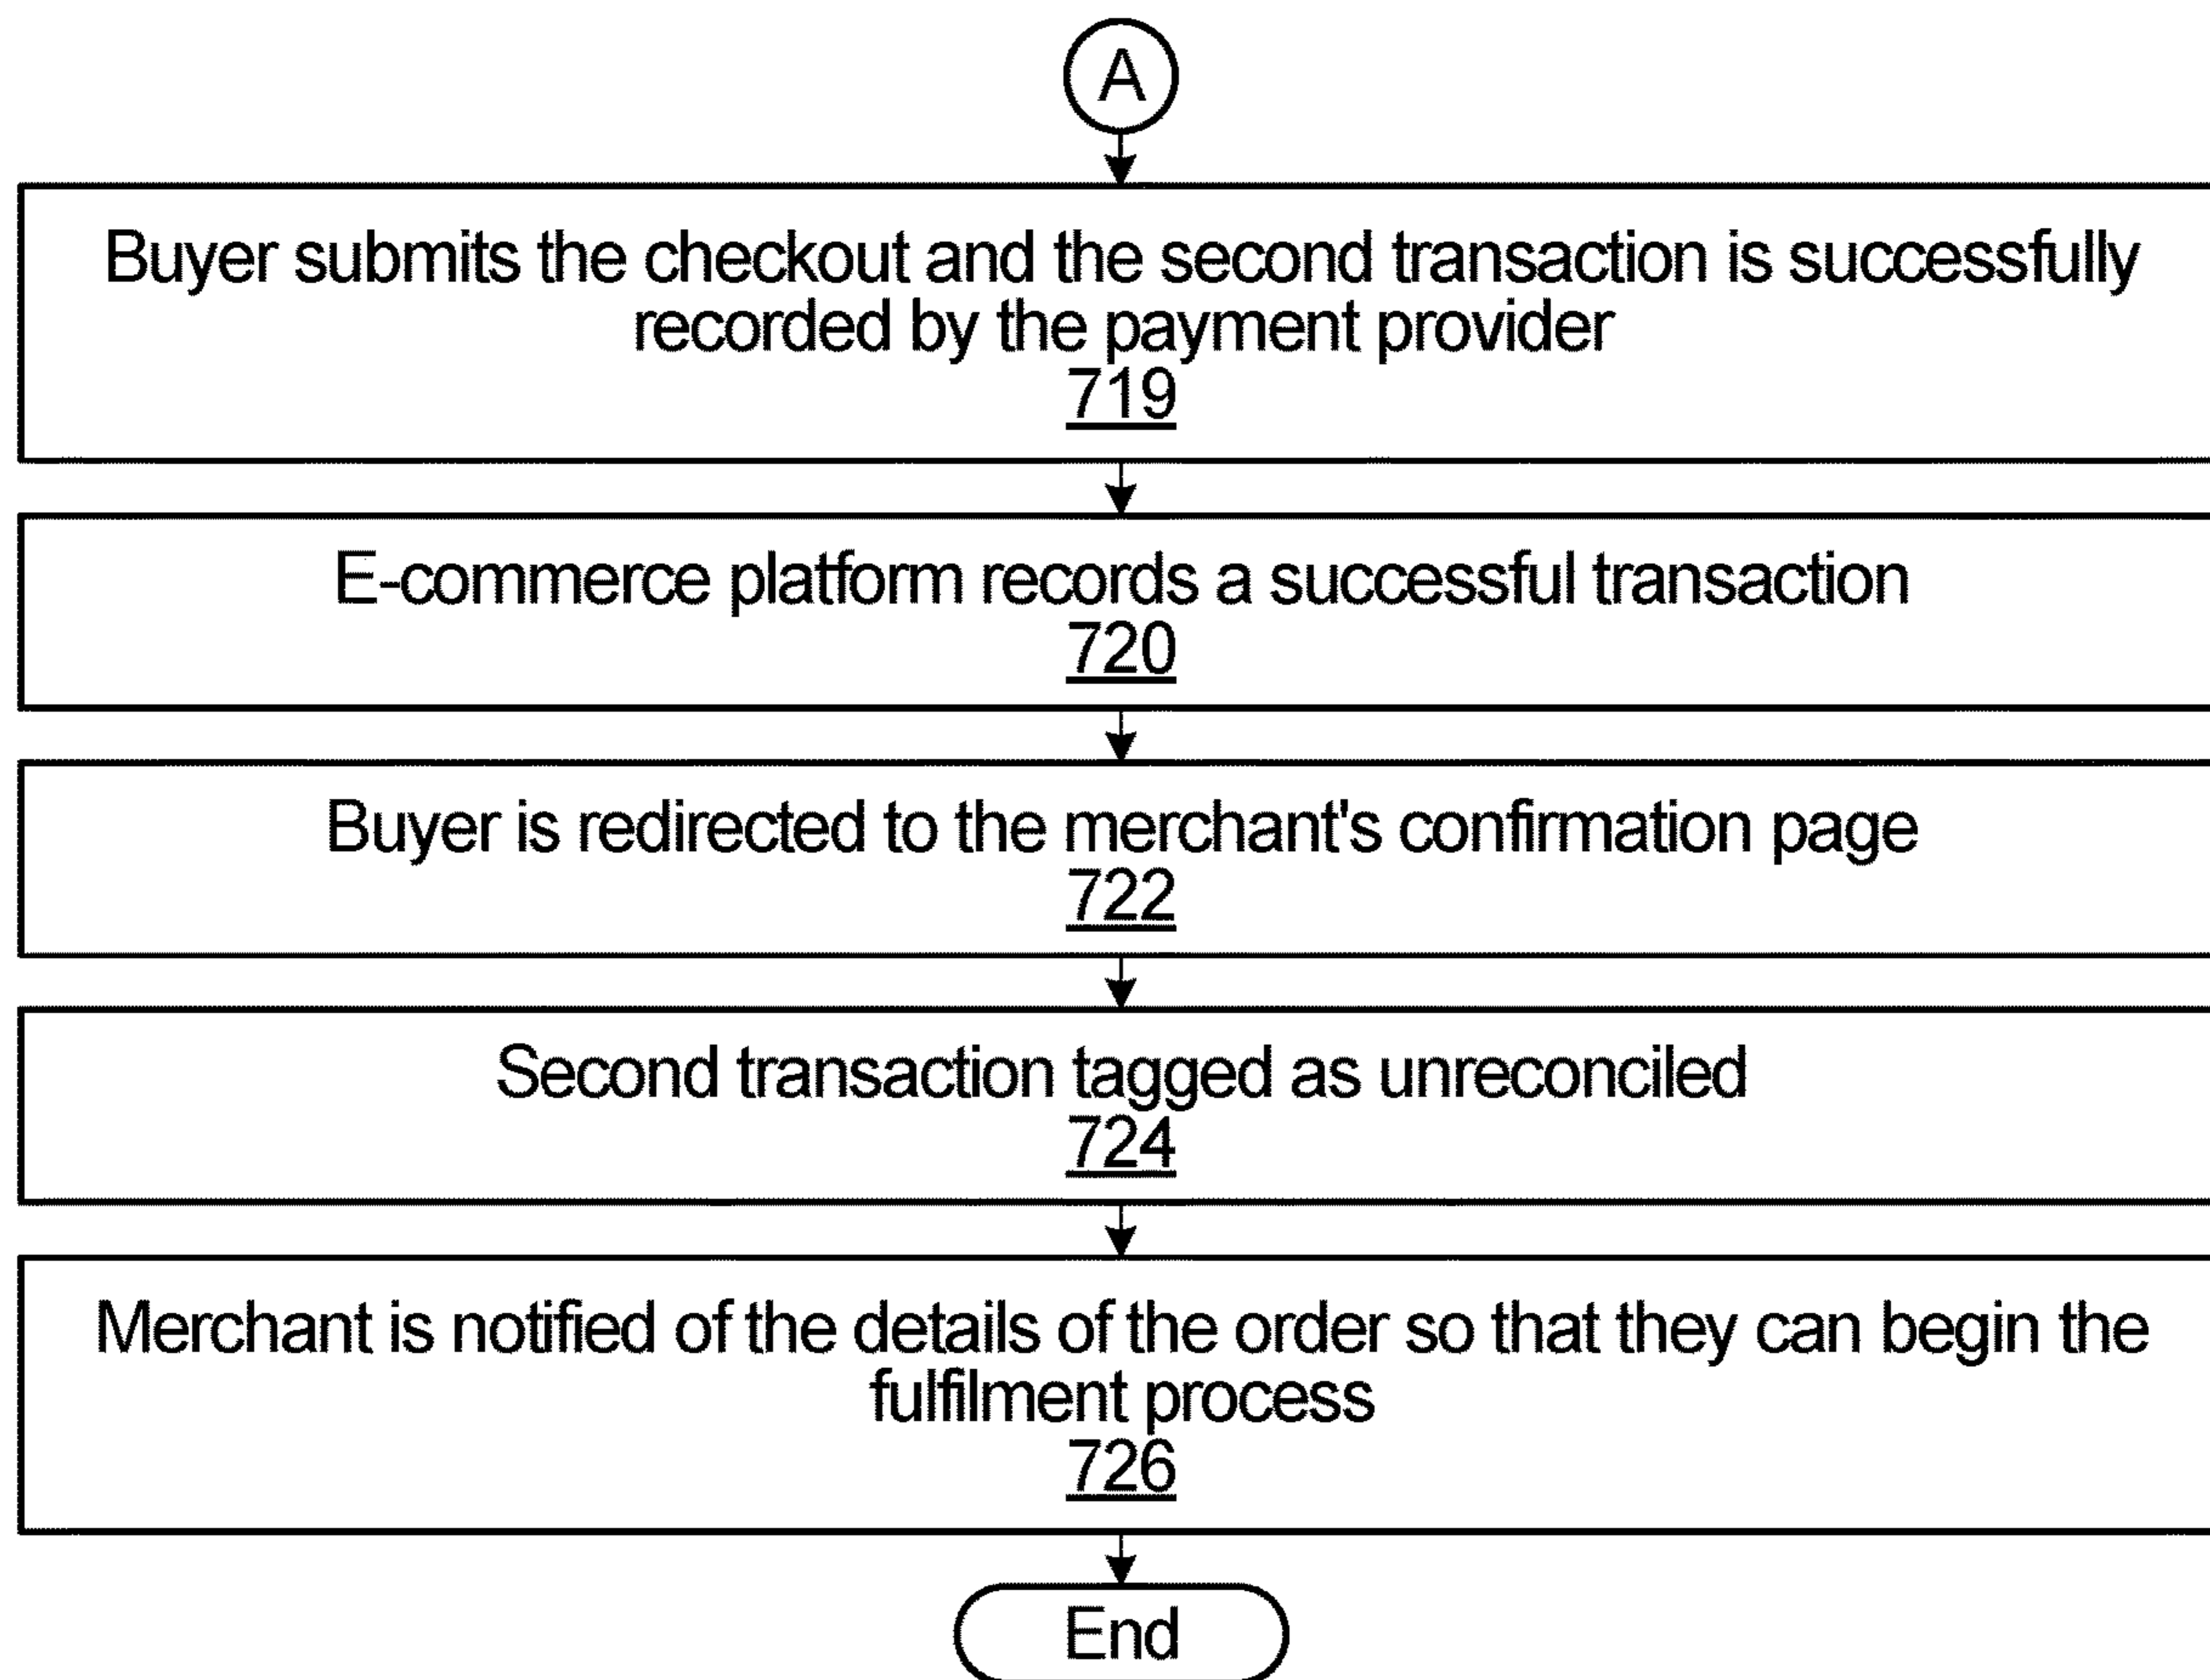 A
Buyer submits the checkout and the second transaction is successfully
recorded by the payment provider
719
E-commerce platform records a successful transaction
720
Buyer is redirected to the merchant's confirmation page
722
Second transaction tagged as unreconciled
724
Merchant is notified of the details of the order so that they can begin the
fulfilment process
726
End